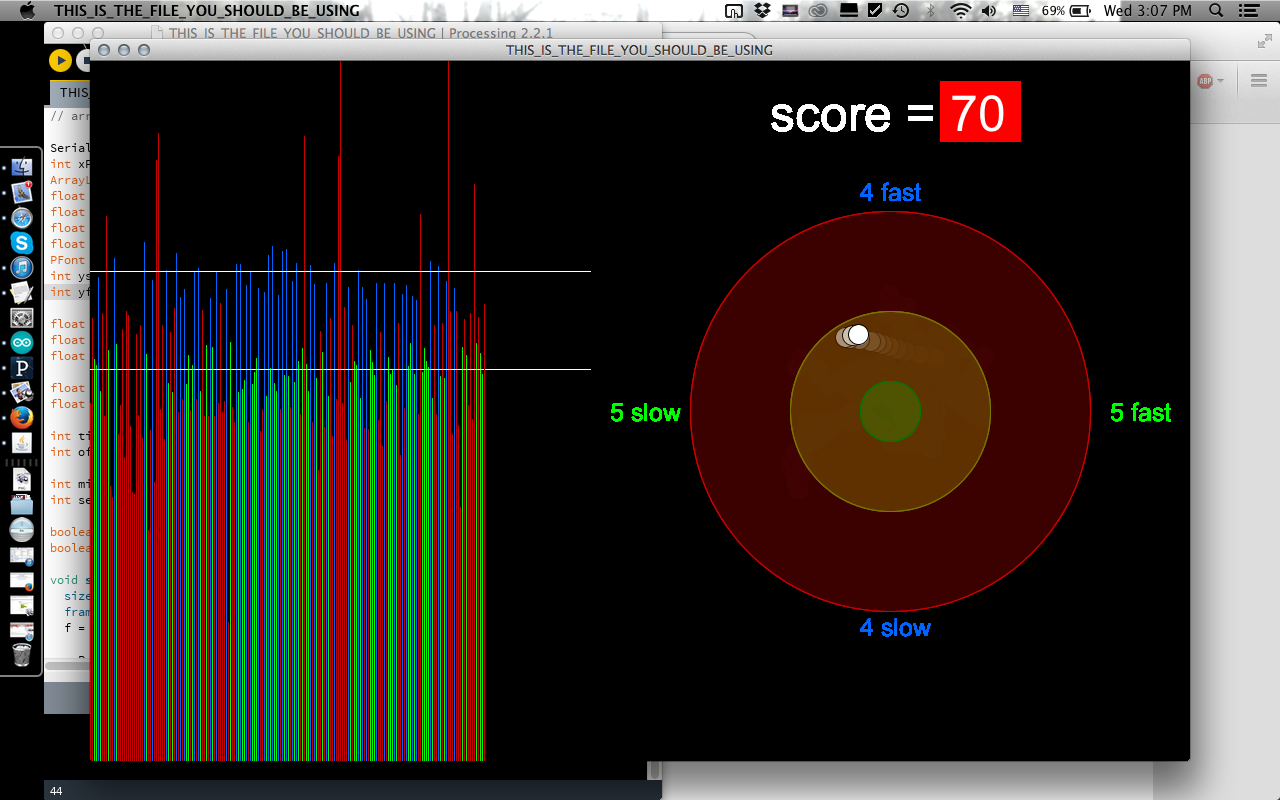 THIS_IS_THE_FILE_YOU_SHOULD_BE_USING
69%
Wed 3:07 PM
THIS_IS_THE_FILE_YOU_SHOULD_BE_USING | Processing 2.2.1
THIS_IS_THE_FILE_YOU_SHOULD_BE_USING
ABP
THIS_
// arr
Serial
int xP
ArrayL
float
float
float
float
PFont
int ys
int yf
float
float
float
float
float
int ti
int of
int mi
int se
boolea
boolea
void s
size
fram
f =
score = 70
4 fast
5 slow
5 fast
4 slow
44